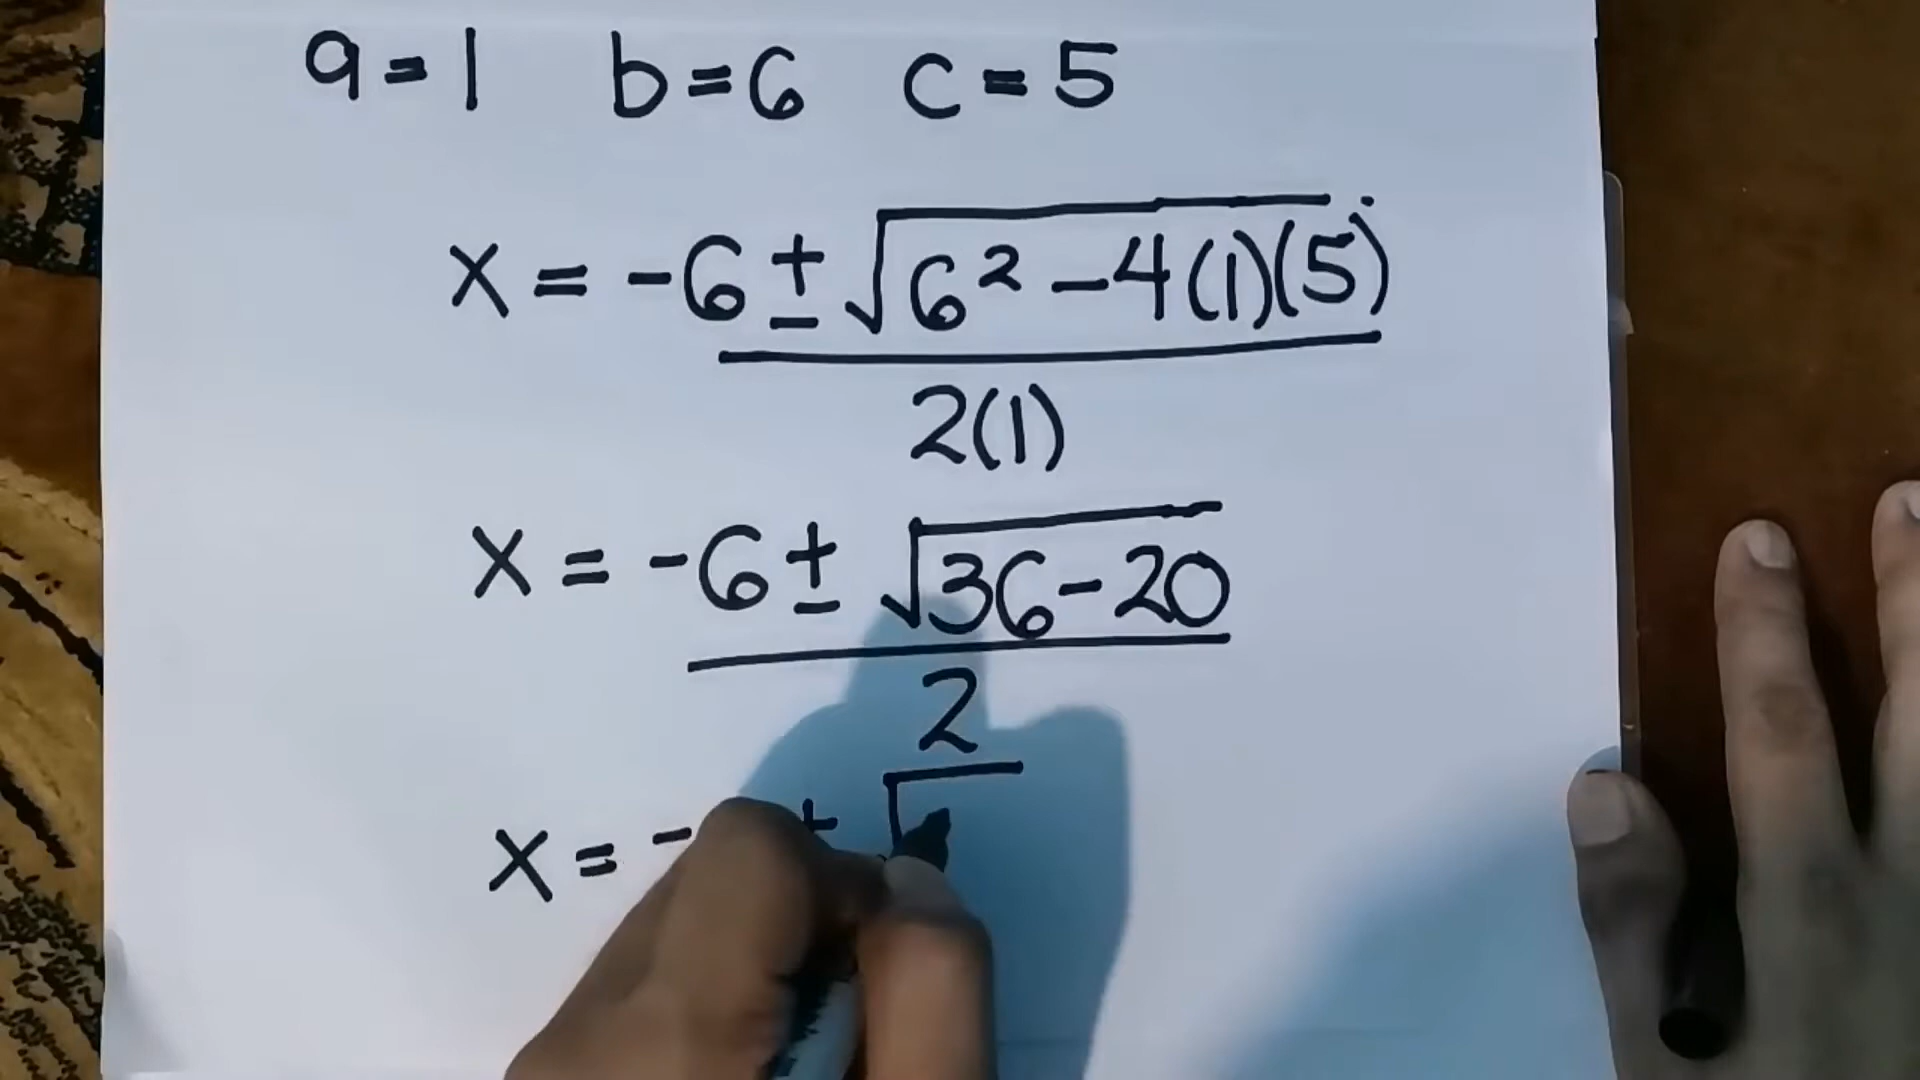 a = 1 b = 6 c = 5
x = -6 ± √6² - 4(1)(5)
2(1)
x = -6 ± √36 - 20
2
x = - ± √